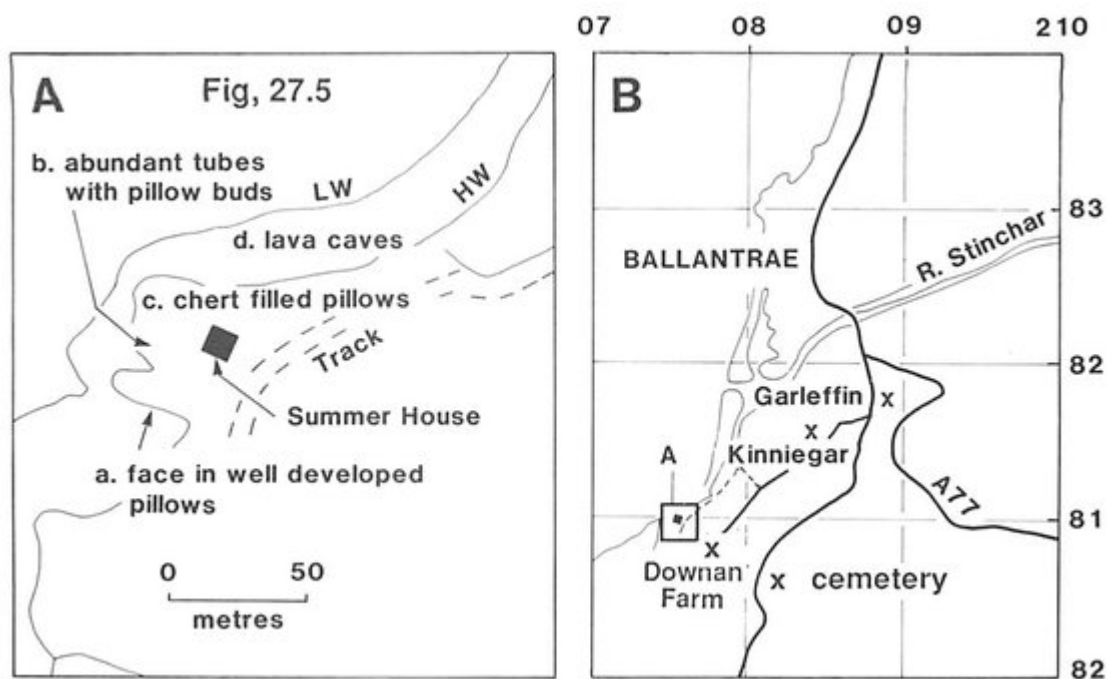 A
Fig, 27.5
b. abundant tubes
with pillow buds
LW
HW
d. lava caves
c. chert filled pillows
Track
Summer House
a. face in well developed
pillows
0 50
metres
07 08 09 210
B
83
BALLANTRAE
R. Stinchar
82
Garleffin
x
x
Kinniegar
A
A77
81
x
Downan
Farm
x cemetery
82